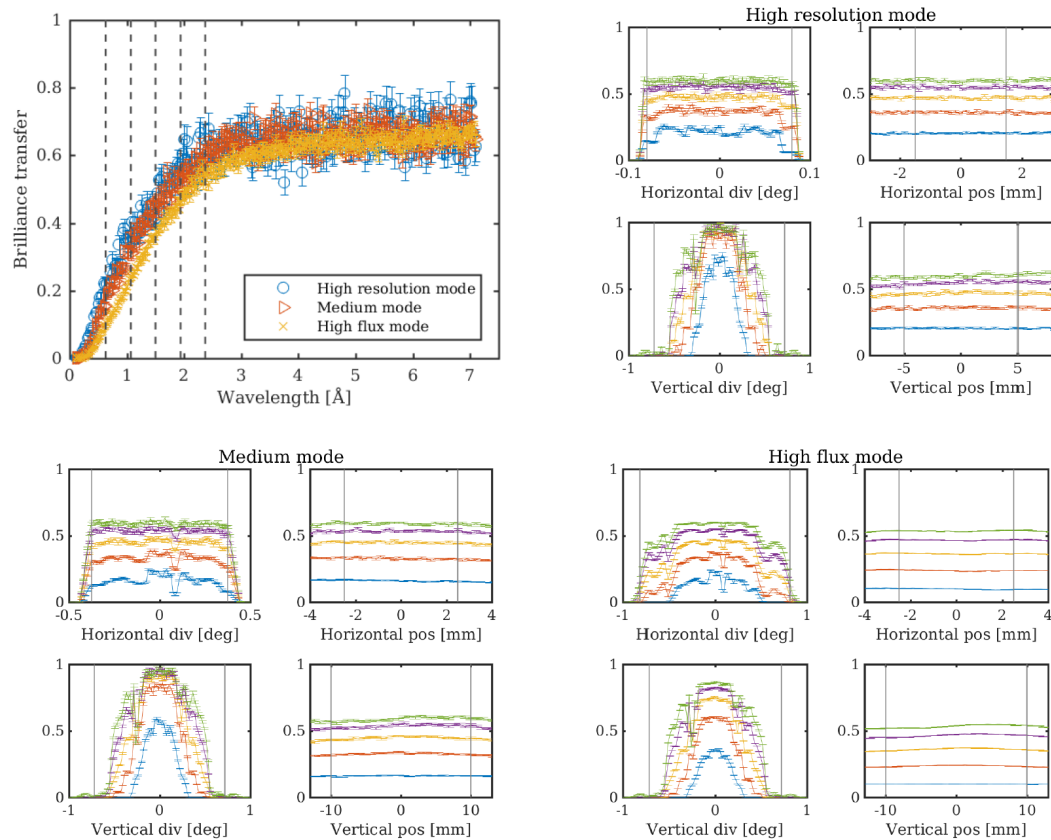 Brilliance transfer
1
0.8
0.6
0.4
0.2
0
0 1 2 3 4 5 6 7
Wavelength [Å]
High resolution mode
Medium mode
High flux mode
High resolution mode
1
0.5
0
-0.1 0.1
Horizontal div [deg]
1
0.5
0
-2 0 2
Horizontal pos [mm]
1
0.5
0
-1 0 1
Vertical div [deg]
1
0.5
0
-5 0 5
Vertical pos [mm]
Medium mode
1
0.5
0
-0.5 0 0.5
Horizontal div [deg]
1
0.5
0
-4 -2 0 2 4
Horizontal pos [mm]
1
0.5
0
-1 0 1
Vertical div [deg]
1
0.5
0
-10 0 10
Vertical pos [mm]
High flux mode
1
0.5
0
-1 0 1
Horizontal div [deg]
1
0.5
0
-4 -2 0 2 4
Horizontal pos [mm]
1
0.5
0
-1 0 1
Vertical div [deg]
1
0.5
0
-10 0 10
Vertical pos [mm]